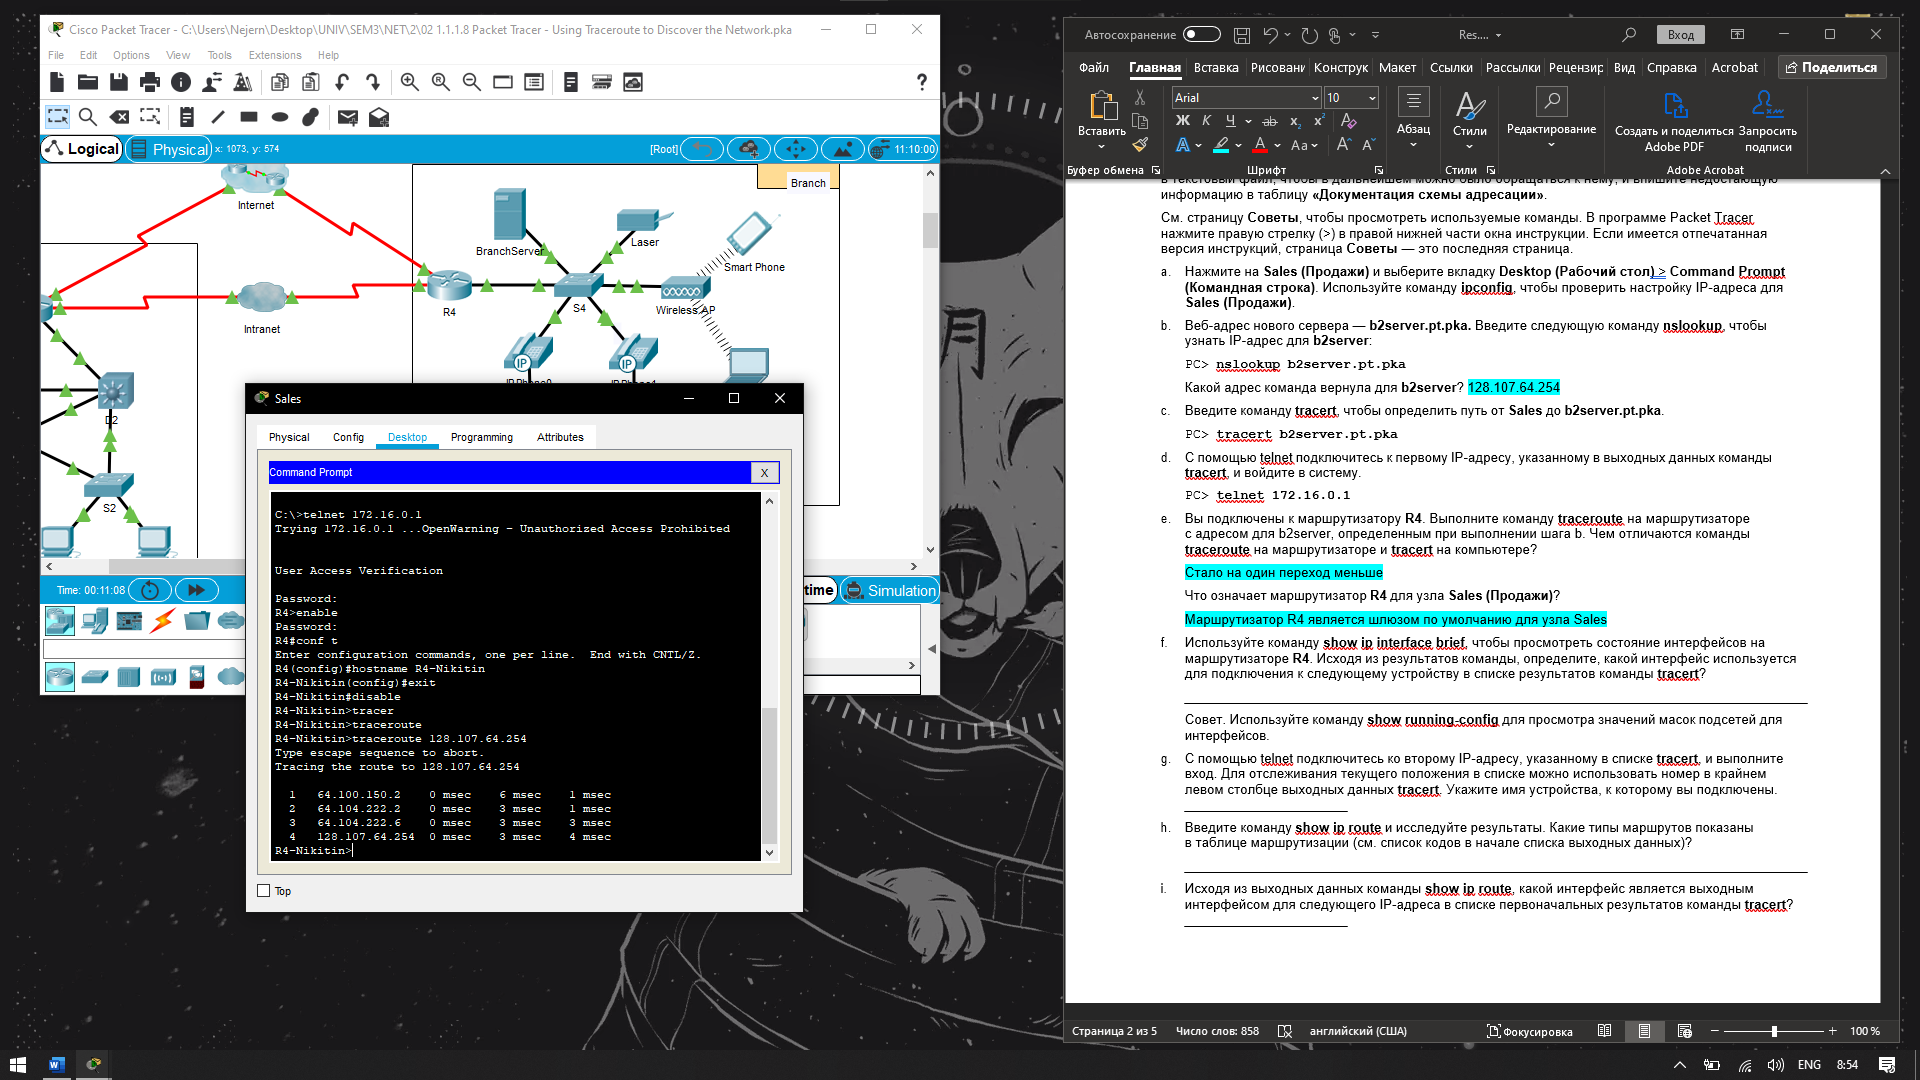 Cisco Packet Tracer - C:\Users\Nejern\Desktop\UNIV\SEM3\NET\2\02 1.1.1.8 Packet Tracer - Using Traceroute to Discover the Network.pka
File Edit Options View Tools Extensions Help
Logical
Physical
x: 1073, y: 574
[Root]
11:10:00
Branch
Internet
BranchServer
Laser
Smart Phone
Intranet
R4
S4
Wireless AP
IP
IP
D2
S2
Time: 00:11:08
Simulation
Sales
Physical Config Desktop Programming Attributes
Command Prompt
X
C:\>telnet 172.16.0.1
Trying 172.16.0.1 ...OpenWarning - Unauthorized Access Prohibited
User Access Verification
Password:
R4>enable
Password:
R4#conf t
Enter configuration commands, one per line. End with CNTL/Z.
R4(config)#hostname R4-Nikitin
R4-Nikitin(config)#exit
R4-Nikitin#disable
R4-Nikitin>tracer
R4-Nikitin>traceroute
R4-Nikitin>traceroute 128.107.64.254
Type escape sequence to abort.
Tracing the route to 128.107.64.254
1 64.100.150.2 0 msec 6 msec 1 msec
2 64.104.222.2 0 msec 3 msec 1 msec
3 64.104.222.6 0 msec 3 msec 3 msec
4 128.107.64.254 0 msec 3 msec 4 msec
R4-Nikitin>
Top
Автосохранение
Res....
Вход
Файл Главная Вставка Рисовани Конструк Макет Ссылки Рассылки Рецензир Вид Справка Acrobat Поделиться
Arial 10
Вставить
Ж К Ч ab x₂ x²
Абзац
Стили
Редактирование
Создать и поделиться Adobe PDF
Запросить подписи
Буфер обмена Шрифт Стили Adobe Acrobat
в текстовый файл, чтобы в дальнейшем можно было обращаться к нему, и впишите недостающую
информацию в таблицу «Документация схемы адресации».
См. страницу Советы, чтобы просмотреть используемые команды. В программе Packet Tracer
нажмите правую стрелку (>) в правой нижней части окна инструкции. Если имеется отпечатанная
версия инструкций, страница Советы — это последняя страница.
a. Нажмите на Sales (Продажи) и выберите вкладку Desktop (Рабочий стол) > Command Prompt
(Командная строка). Используйте команду ipconfig, чтобы проверить настройку IP-адреса для
Sales (Продажи).
b. Веб-адрес нового сервера — b2server.pt.pka. Введите следующую команду nslookup, чтобы
узнать IP-адрес для b2server:
PC> nslookup b2server.pt.pka
Какой адрес команда вернула для b2server? 128.107.64.254
c. Введите команду tracert, чтобы определить путь от Sales до b2server.pt.pka.
PC> tracert b2server.pt.pka
d. С помощью telnet подключитесь к первому IP-адресу, указанному в выходных данных команды
tracert, и войдите в систему.
PC> telnet 172.16.0.1
e. Вы подключены к маршрутизатору R4. Выполните команду traceroute на маршрутизаторе
с адресом для b2server, определенным при выполнении шага b. Чем отличаются команды
traceroute на маршрутизаторе и tracert на компьютере?
Стало на один переход меньше
Что означает маршрутизатор R4 для узла Sales (Продажи)?
Маршрутизатор R4 является шлюзом по умолчанию для узла Sales
f. Используйте команду show ip interface brief, чтобы просмотреть состояние интерфейсов на
маршрутизаторе R4. Исходя из результатов команды, определите, какой интерфейс используется
для подключения к следующему устройству в списке результатов команды tracert?
Совет. Используйте команду show running-config для просмотра значений масок подсетей для
интерфейсов.
g. С помощью telnet подключитесь ко второму IP-адресу, указанному в списке tracert, и выполните
вход. Для отслеживания текущего положения в списке можно использовать номер в крайнем
левом столбце выходных данных tracert. Укажите имя устройства, к которому вы подключены.
h. Введите команду show ip route и исследуйте результаты. Какие типы маршрутов показаны
в таблице маршрутизации (см. список кодов в начале списка выходных данных)?
i. Исходя из выходных данных команды show ip route, какой интерфейс является выходным
интерфейсом для следующего IP-адреса в списке первоначальных результатов команды tracert?
Страница 2 из 5 Число слов: 858 английский (США) Фокусировка 100 %
ENG 8:54